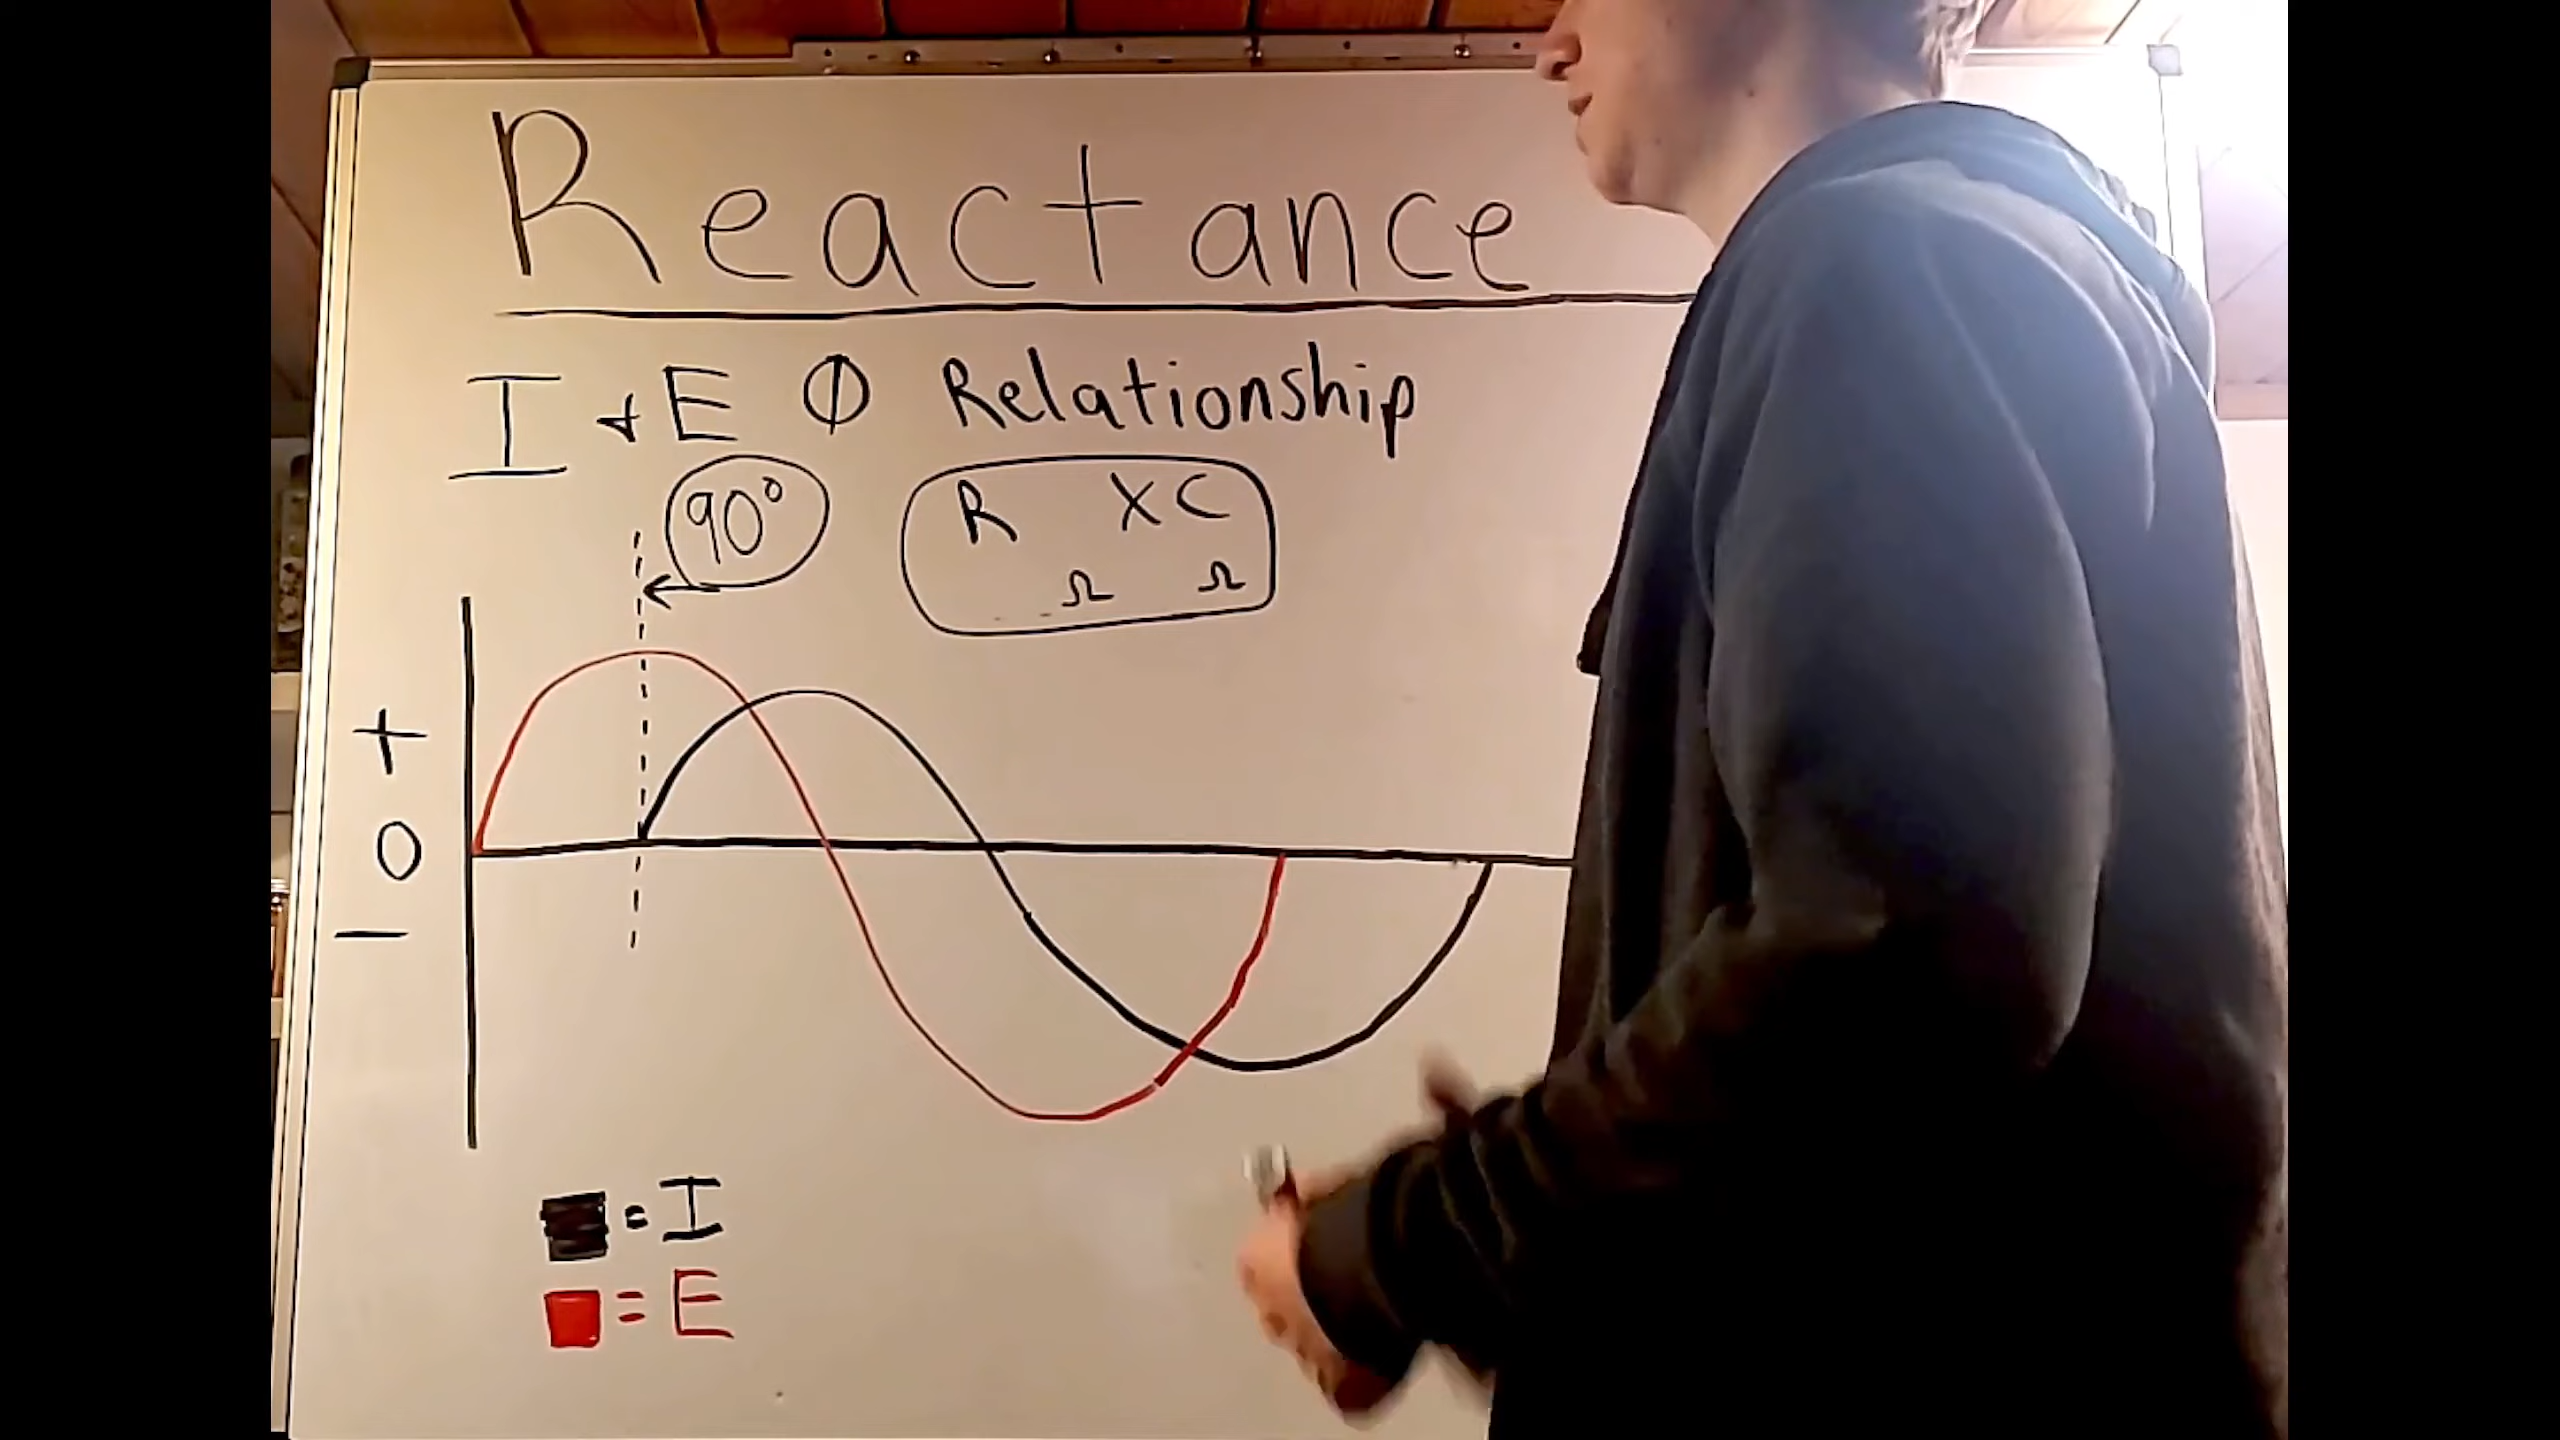 Reactance
I & E Φ Relationship
90°
R XC
Ω Ω
+
0
-
= I
= E